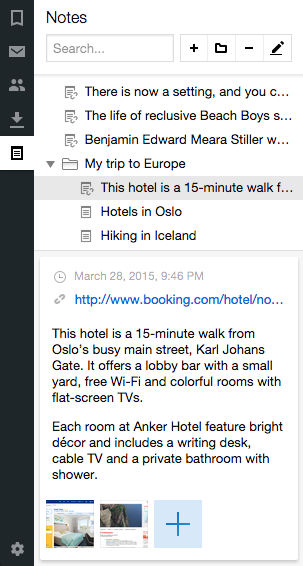 Notes
Search...
There is now a setting, and you c...
The life of reclusive Beach Boys s...
Benjamin Edward Meara Stiller w...
My trip to Europe
This hotel is a 15-minute walk f...
Hotels in Oslo
Hiking in Iceland
March 28, 2015, 9:46 PM
http://www.booking.com/hotel/no...
This hotel is a 15-minute walk from
Oslo's busy main street, Karl Johans
Gate. It offers a lobby bar with a small
yard, free Wi-Fi and colorful rooms with
flat-screen TVs.
Each room at Anker Hotel feature bright
décor and includes a writing desk,
cable TV and a private bathroom with
shower.